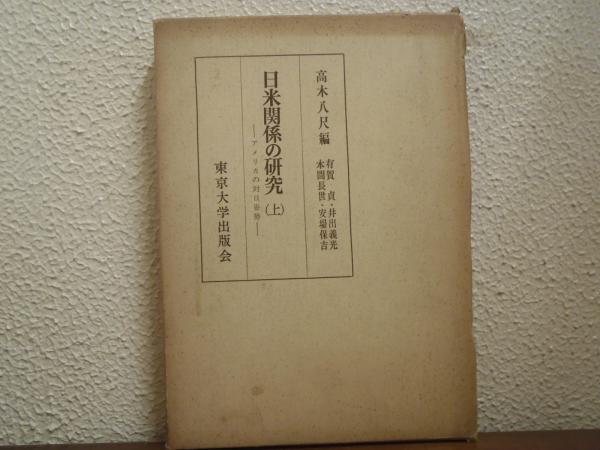 高木八尺編
有賀 貞・井出義光
本間長世・安場保吉
日米関係の研究(上)
―アメリカの対日姿勢―
東京大学出版会